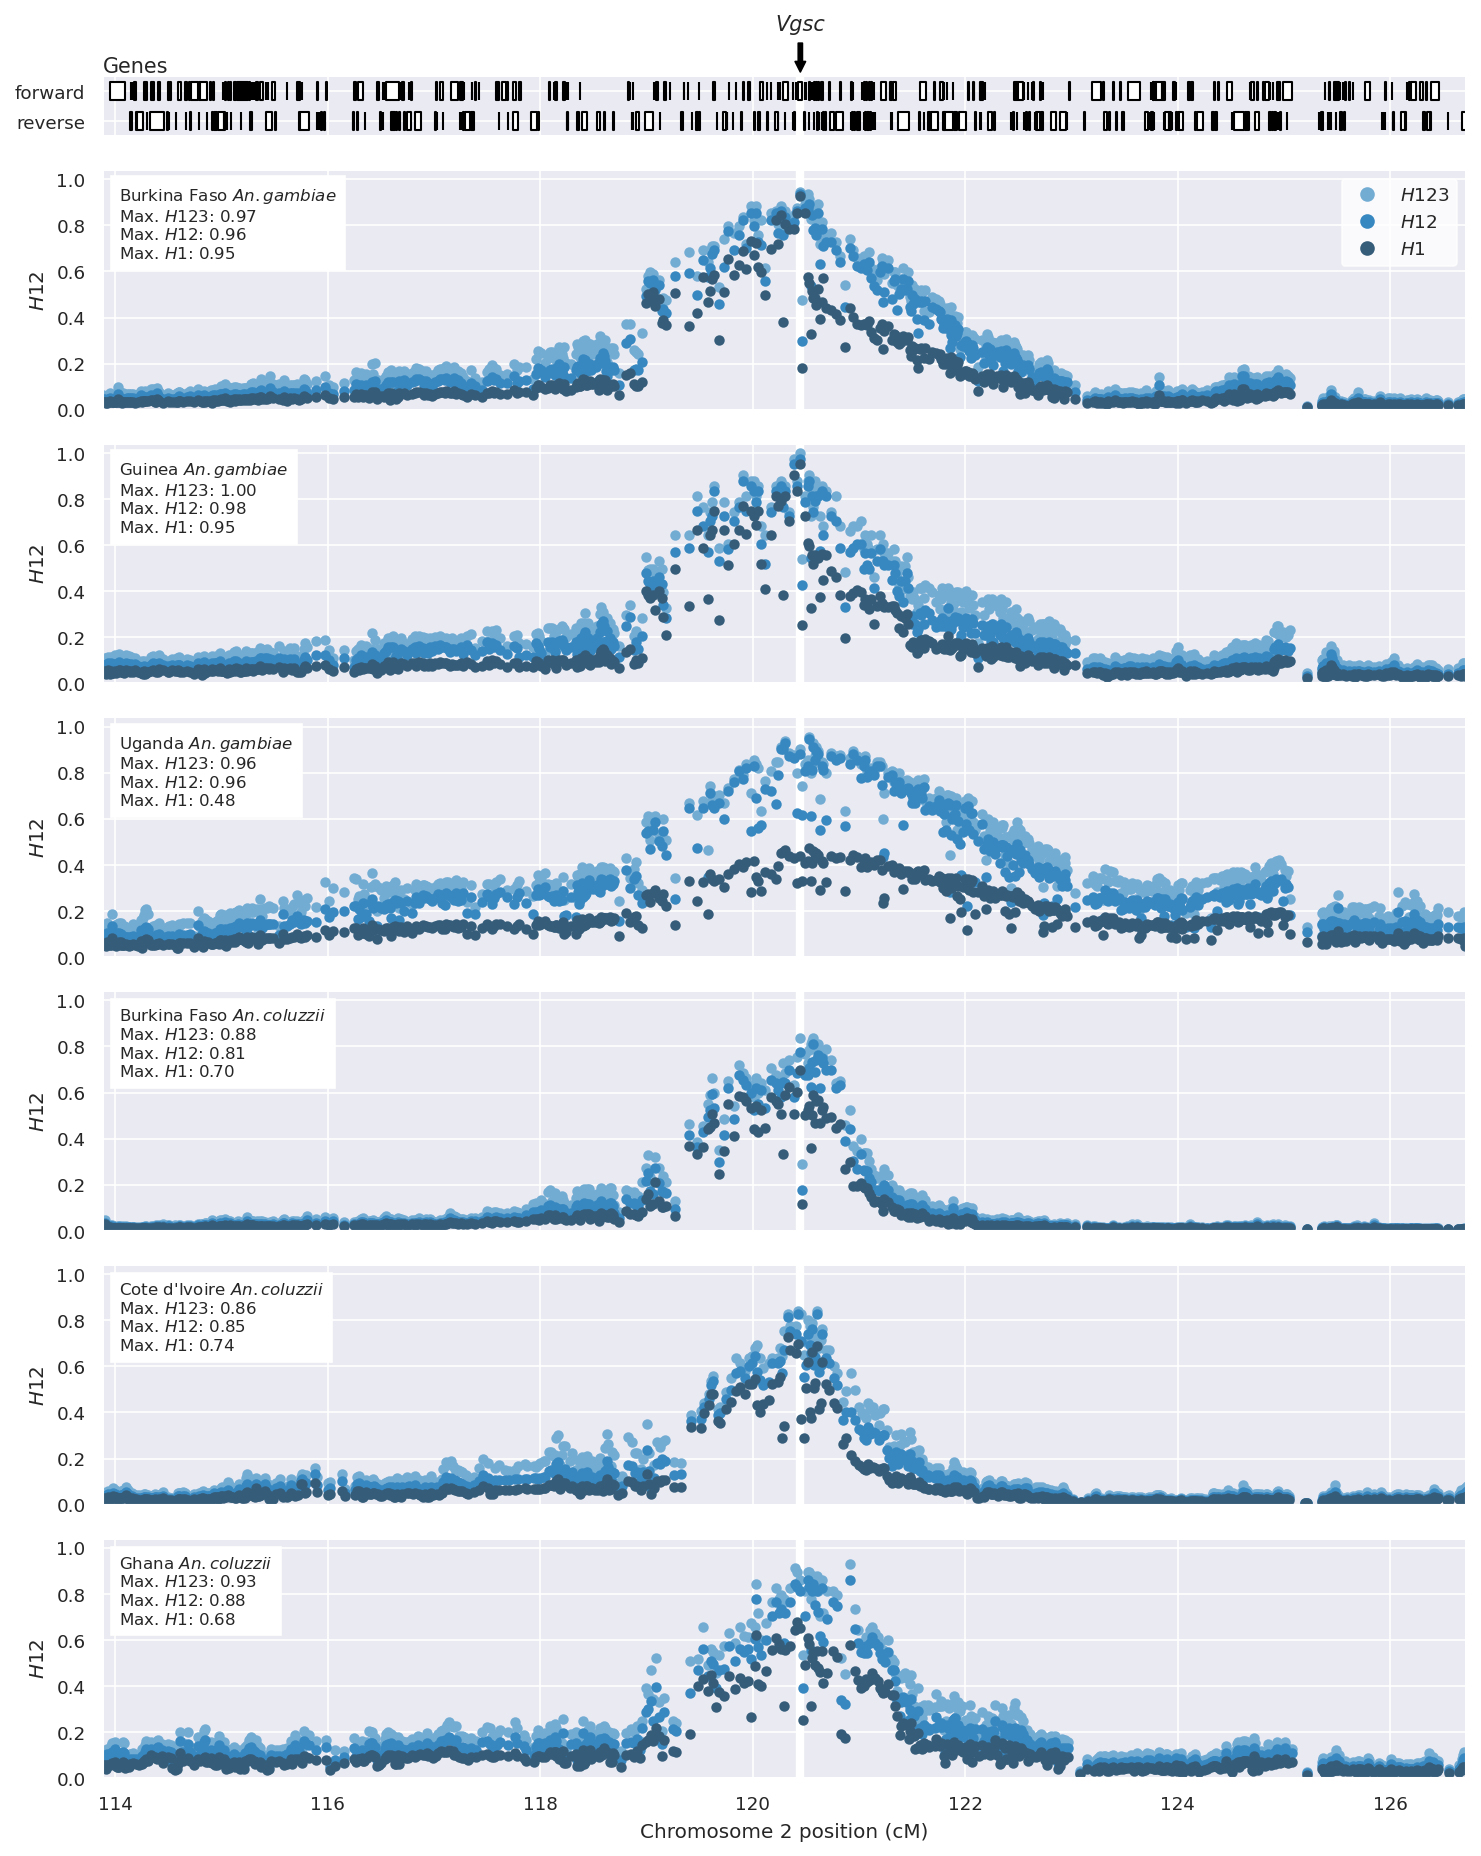 Vgsc
Genes
forward
reverse
1.0
0.8
0.6
0.4
0.2
0.0
H12
Burkina Faso An. gambiae
Max. H123: 0.97
Max. H12: 0.96
Max. H1: 0.95
H123
H12
H1
1.0
0.8
0.6
0.4
0.2
0.0
H12
Guinea An. gambiae
Max. H123: 1.00
Max. H12: 0.98
Max. H1: 0.95
1.0
0.8
0.6
0.4
0.2
0.0
H12
Uganda An. gambiae
Max. H123: 0.96
Max. H12: 0.96
Max. H1: 0.48
1.0
0.8
0.6
0.4
0.2
0.0
H12
Burkina Faso An. coluzzii
Max. H123: 0.88
Max. H12: 0.81
Max. H1: 0.70
1.0
0.8
0.6
0.4
0.2
0.0
H12
Cote d'Ivoire An. coluzzii
Max. H123: 0.86
Max. H12: 0.85
Max. H1: 0.74
1.0
0.8
0.6
0.4
0.2
0.0
H12
Ghana An. coluzzii
Max. H123: 0.93
Max. H12: 0.88
Max. H1: 0.68
114 116 118 120 122 124 126
Chromosome 2 position (cM)